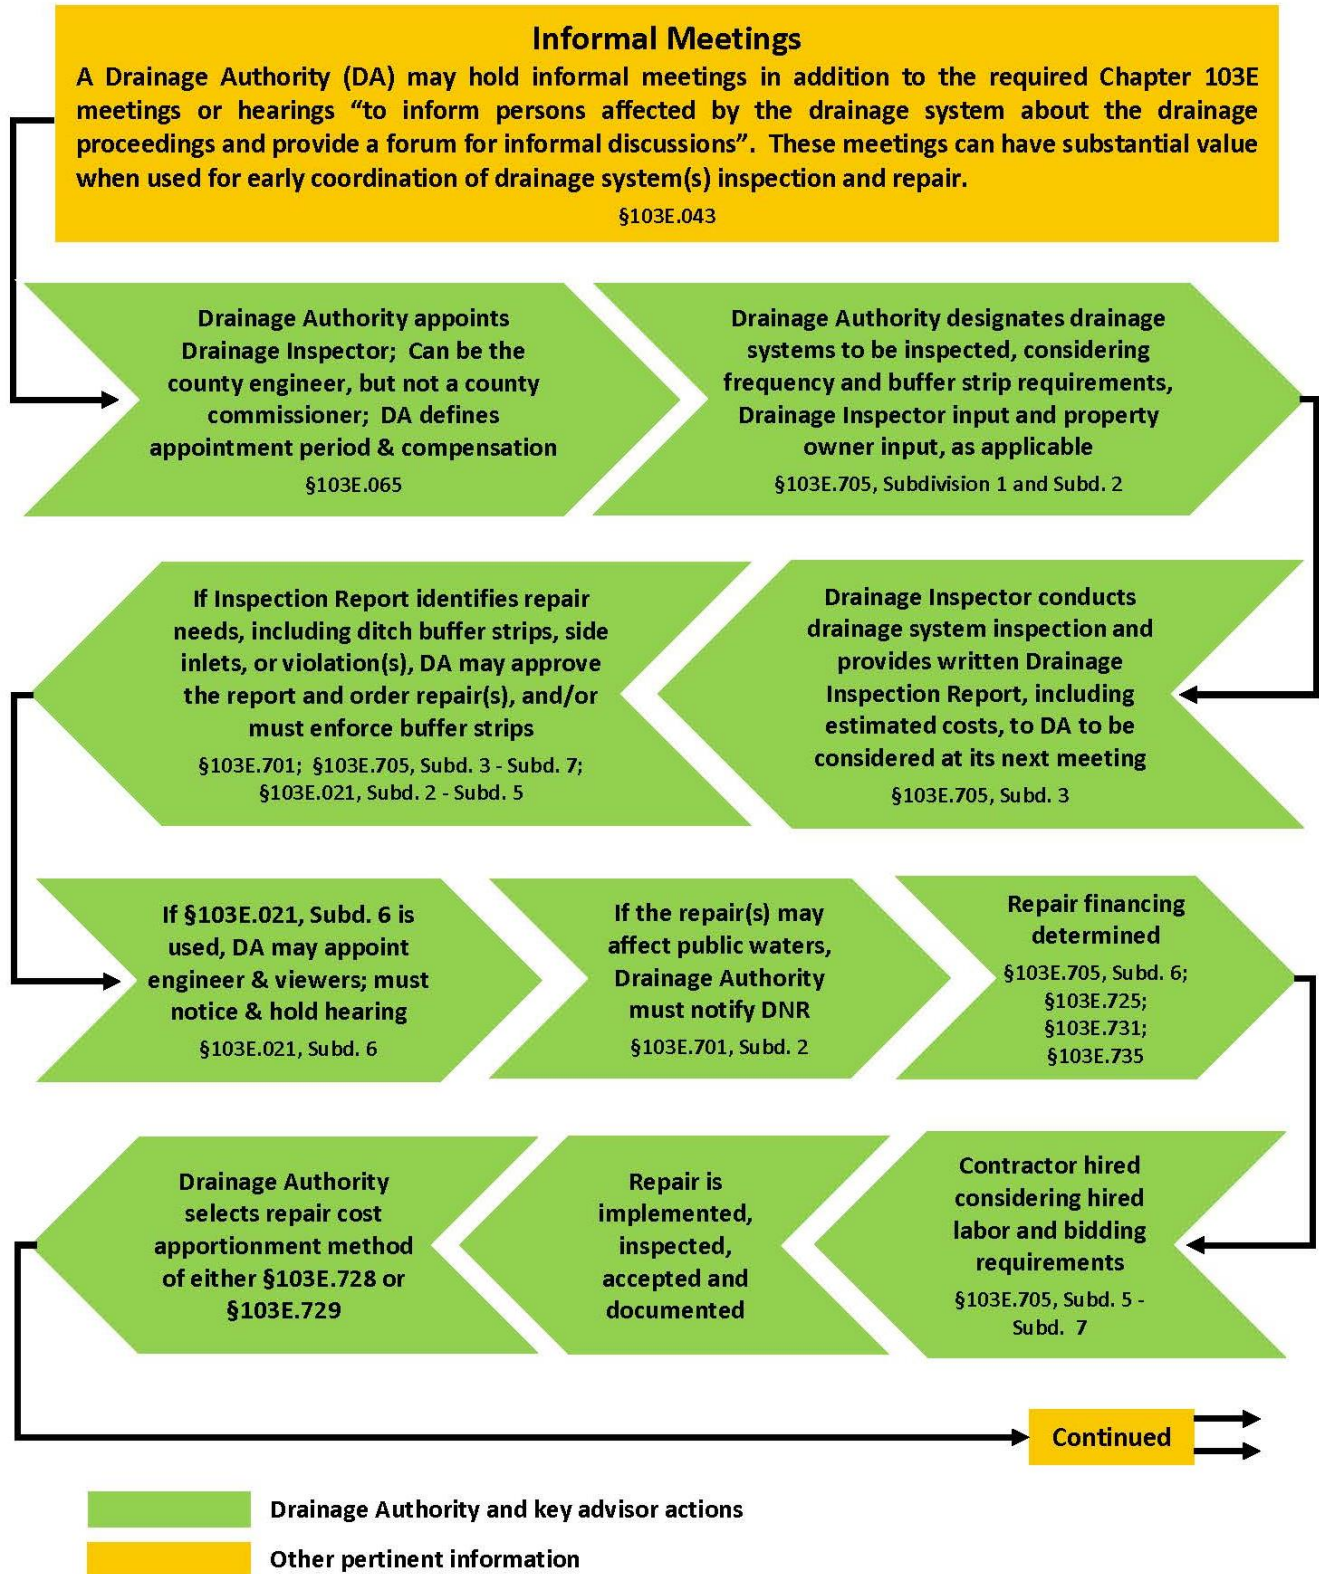 Informal Meetings
A Drainage Authority (DA) may hold informal meetings in addition to the required Chapter 103E
meetings or hearings “to inform persons affected by the drainage system about the drainage
proceedings and provide a forum for informal discussions”. These meetings can have substantial value
when used for early coordination of drainage system(s) inspection and repair.
§103E.043
Drainage Authority appoints
Drainage Inspector; Can be the
county engineer, but not a county
commissioner; DA defines
appointment period & compensation
§103E.065
Drainage Authority designates drainage
systems to be inspected, considering
frequency and buffer strip requirements,
Drainage Inspector input and property
owner input, as applicable
§103E.705, Subdivision 1 and Subd. 2
Drainage Inspector conducts
drainage system inspection and
provides written Drainage
Inspection Report, including
estimated costs, to DA to be
considered at its next meeting
§103E.705, Subd. 3
If Inspection Report identifies repair
needs, including ditch buffer strips, side
inlets, or violation(s), DA may approve
the report and order repair(s), and/or
must enforce buffer strips
§103E.701; §103E.705, Subd. 3 - Subd. 7;
§103E.021, Subd. 2 - Subd. 5
If §103E.021, Subd. 6 is
used, DA may appoint
engineer & viewers; must
notice & hold hearing
§103E.021, Subd. 6
If the repair(s) may
affect public waters,
Drainage Authority
must notify DNR
§103E.701, Subd. 2
Repair financing
determined
§103E.705, Subd. 6;
§103E.725;
§103E.731;
§103E.735
Contractor hired
considering hired
labor and bidding
requirements
§103E.705, Subd. 5 -
Subd. 7
Repair is
implemented,
inspected,
accepted and
documented
Drainage Authority
selects repair cost
apportionment method
of either §103E.728 or
§103E.729
Continued
Drainage Authority and key advisor actions
Other pertinent information